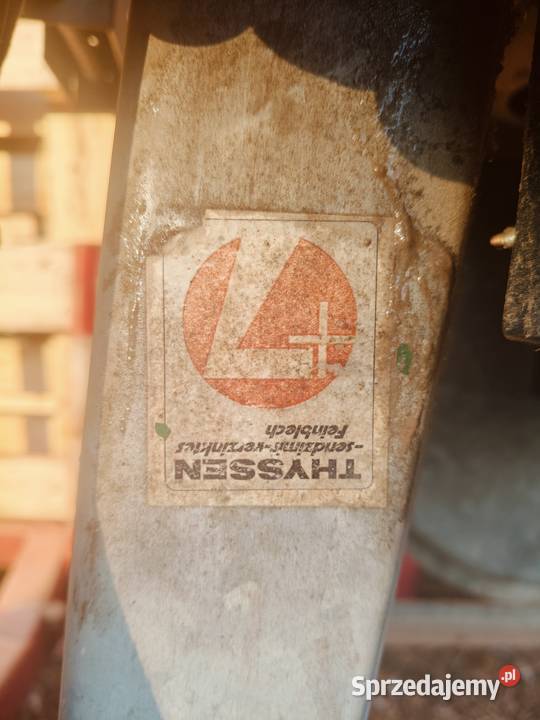 THYSSEN
-sendzimir-verzinktes
Feinblech
Sprzedajemy.pl